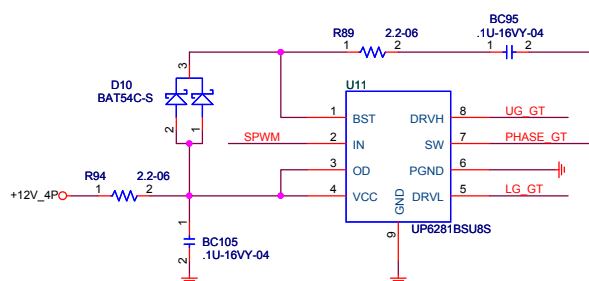 BC95
R89 2.2-06 .1U-16VY-04
1 2 1 2
3
D10
BAT54C-S
U11
2 1
1 BST DRVH 8 UG_GT
SPWM 2 IN SW 7 PHASE_GT
3 OD PGND 6
R94 2.2-06
+12V_4P 1 2 4 VCC DRVL 5 LG_GT
GND
1
BC105
.1U-16VY-04
2
9
UP6281BSU8S